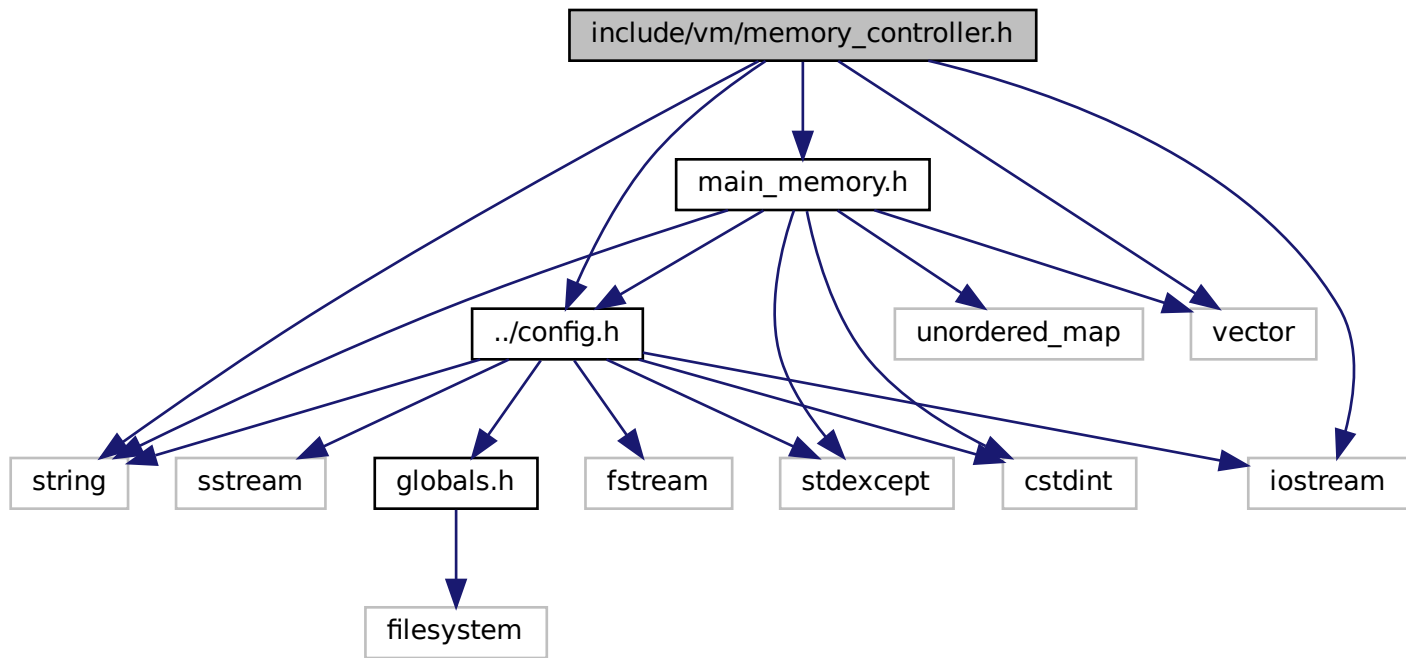 include/vm/memory_controller.h
main_memory.h
../config.h
unordered_map
vector
string
sstream
globals.h
fstream
stdexcept
cstdint
iostream
filesystem